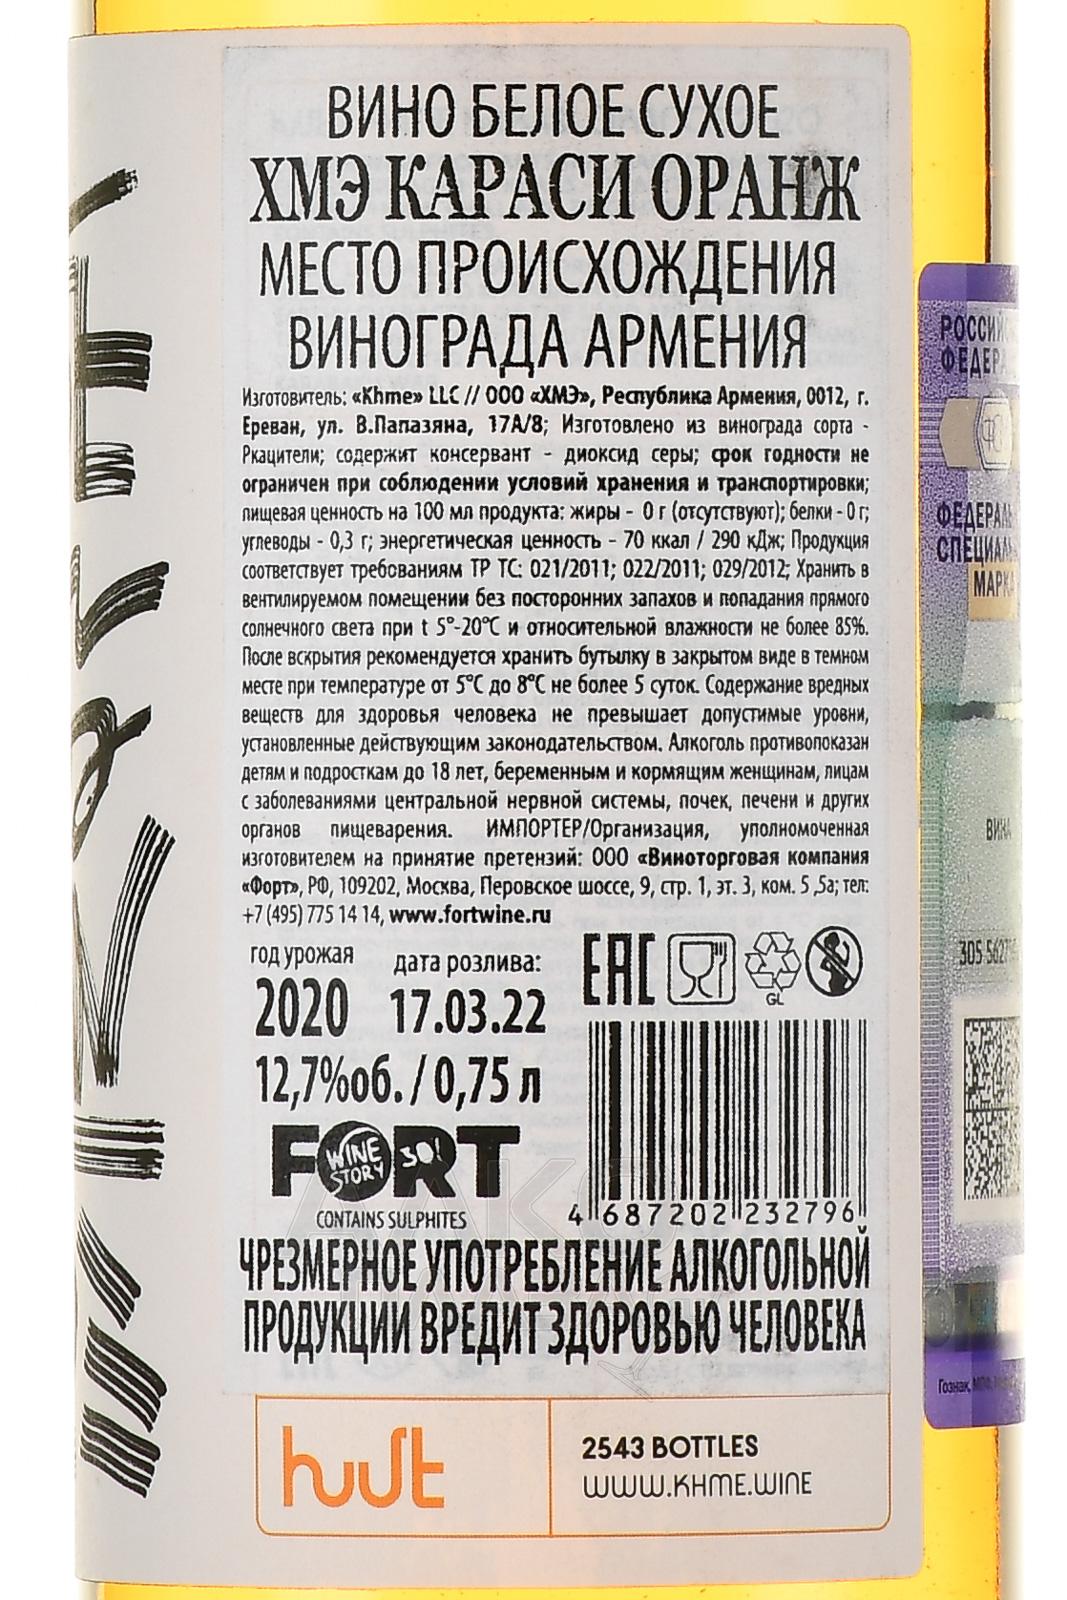 ВИНО БЕЛОЕ СУХОЕ
ХМЭ КАРАСИ ОРАНЖ
МЕСТО ПРОИСХОЖДЕНИЯ
ВИНОГРАДА АРМЕНИЯ
Изготовитель: «Khme» LLC // ООО «ХМЭ», Республика Армения, 0012, г.
Ереван, ул. В.Папазяна, 17А/8; Изготовлено из винограда сорта -
Ркацители; содержит консервант - диоксид серы; срок годности не
ограничен при соблюдении условий хранения и транспортировки;
пищевая ценность на 100 мл продукта: жиры - 0 г (отсутствуют); белки - 0 г;
углеводы - 0,3 г; энергетическая ценность - 70 ккал / 290 кДж; Продукция
соответствует требованиям ТР ТС: 021/2011; 022/2011; 029/2012; Хранить в
вентилируемом помещении без посторонних запахов и попадания прямого
солнечного света при t 5°-20°С и относительной влажности не более 85%.
После вскрытия рекомендуется хранить бутылку в закрытом виде в темном
месте при температуре от 5°С до 8°С не более 5 суток. Содержание вредных
веществ для здоровья человека не превышает допустимые уровни,
установленные действующим законодательством. Алкоголь противопоказан
детям и подросткам до 18 лет, беременным и кормящим женщинам, лицам
с заболеваниями центральной нервной системы, почек, печени и других
органов пищеварения. ИМПОРТЕР/Организация, уполномоченная
изготовителем на принятие претензий: ООО «Виноторговая компания
«Форт», РФ, 109202, Москва, Перовское шоссе, 9, стр. 1, эт. 3, ком. 5 ,5а; тел:
+7 (495) 775 14 14, www.fortwine.ru
год урожая
2020
дата розлива:
17.03.22
EAC
GL
12,7%об. / 0,75 л
FORT
WINE
STORY
30!
CONTAINS SULPHITES
4 687202 232796
ЧРЕЗМЕРНОЕ УПОТРЕБЛЕНИЕ АЛКОГОЛЬНОЙ
ПРОДУКЦИИ ВРЕДИТ ЗДОРОВЬЮ ЧЕЛОВЕКА
2543 BOTTLES
WWW.KHME.WINE
МАРКА
ВИНА
305
Гознак